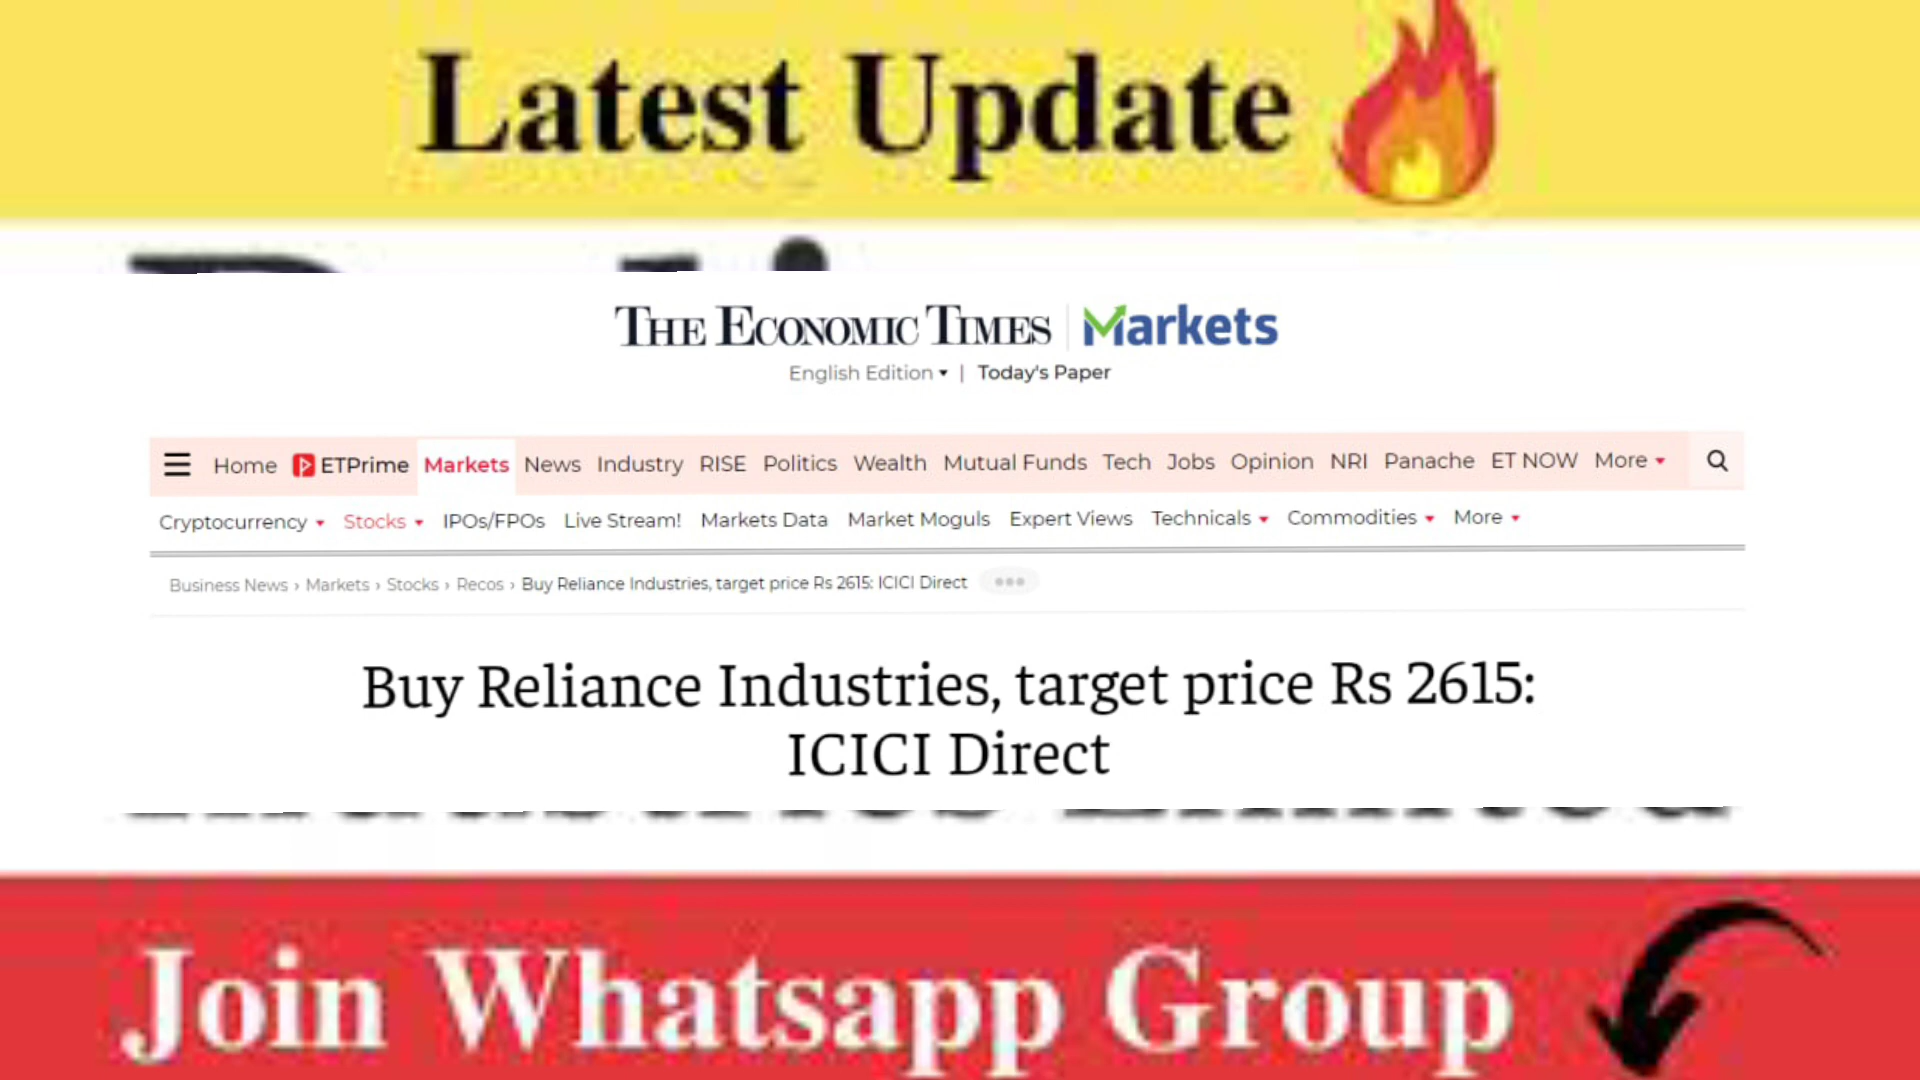 Latest Update
THE ECONOMIC TIMES | Markets
English Edition | Today's Paper
Home ETPrime Markets News Industry RISE Politics Wealth Mutual Funds Tech Jobs Opinion NRI Panache ET NOW More
Cryptocurrency Stocks IPOs/FPOs Live Stream! Markets Data Market Moguls Expert Views Technicals Commodities More
Business News › Markets › Stocks › Recos › Buy Reliance Industries, target price Rs 2615: ICICI Direct
Buy Reliance Industries, target price Rs 2615:
ICICI Direct
Join Whatsapp Group